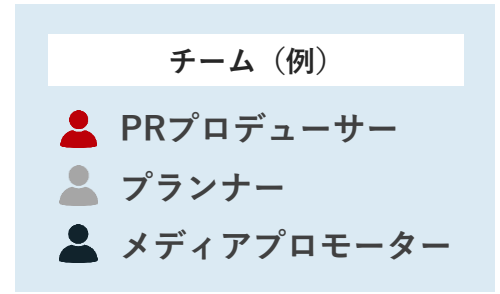 チーム（例）
PRプロデューサー
プランナー
メディアプロモーター